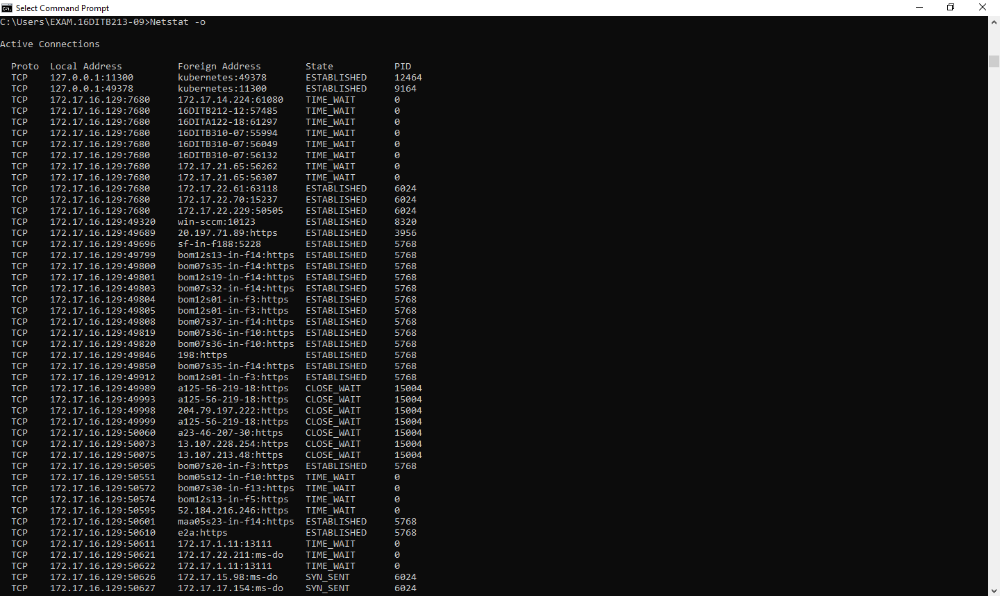 Select Command Prompt
C:\Users\EXAM.16DITB213-09>Netstat -o
Active Connections
Proto Local Address Foreign Address State PID
TCP 127.0.0.1:11300 kubernetes:49378 ESTABLISHED 12464
TCP 127.0.0.1:49378 kubernetes:11300 ESTABLISHED 9164
TCP 172.17.16.129:7680 172.17.14.224:61080 TIME_WAIT 0
TCP 172.17.16.129:7680 16DITB212-12:57485 TIME_WAIT 0
TCP 172.17.16.129:7680 16DITA122-18:61297 TIME_WAIT 0
TCP 172.17.16.129:7680 16DITB310-07:55994 TIME_WAIT 0
TCP 172.17.16.129:7680 16DITB310-07:56049 TIME_WAIT 0
TCP 172.17.16.129:7680 16DITB310-07:56132 TIME_WAIT 0
TCP 172.17.16.129:7680 172.17.21.65:56262 TIME_WAIT 0
TCP 172.17.16.129:7680 172.17.21.65:56307 TIME_WAIT 0
TCP 172.17.16.129:7680 172.17.22.61:63118 ESTABLISHED 6024
TCP 172.17.16.129:7680 172.17.22.70:15237 ESTABLISHED 6024
TCP 172.17.16.129:7680 172.17.22.229:50505 ESTABLISHED 6024
TCP 172.17.16.129:49320 win-sccm:10123 ESTABLISHED 8320
TCP 172.17.16.129:49689 20.197.71.89:https ESTABLISHED 3956
TCP 172.17.16.129:49696 sf-in-f188:5228 ESTABLISHED 5768
TCP 172.17.16.129:49799 bom12s13-in-f14:https ESTABLISHED 5768
TCP 172.17.16.129:49800 bom07s35-in-f14:https ESTABLISHED 5768
TCP 172.17.16.129:49801 bom12s19-in-f14:https ESTABLISHED 5768
TCP 172.17.16.129:49803 bom07s32-in-f14:https ESTABLISHED 5768
TCP 172.17.16.129:49804 bom12s01-in-f3:https ESTABLISHED 5768
TCP 172.17.16.129:49805 bom12s01-in-f3:https ESTABLISHED 5768
TCP 172.17.16.129:49808 bom07s37-in-f14:https ESTABLISHED 5768
TCP 172.17.16.129:49819 bom07s36-in-f10:https ESTABLISHED 5768
TCP 172.17.16.129:49820 bom07s36-in-f10:https ESTABLISHED 5768
TCP 172.17.16.129:49846 198:https ESTABLISHED 5768
TCP 172.17.16.129:49850 bom07s35-in-f14:https ESTABLISHED 5768
TCP 172.17.16.129:49912 bom12s01-in-f3:https ESTABLISHED 5768
TCP 172.17.16.129:49989 a125-56-219-18:https CLOSE_WAIT 15004
TCP 172.17.16.129:49993 a125-56-219-18:https CLOSE_WAIT 15004
TCP 172.17.16.129:49998 204.79.197.222:https CLOSE_WAIT 15004
TCP 172.17.16.129:49999 a125-56-219-18:https CLOSE_WAIT 15004
TCP 172.17.16.129:50060 a23-46-207-30:https CLOSE_WAIT 15004
TCP 172.17.16.129:50073 13.107.228.254:https CLOSE_WAIT 15004
TCP 172.17.16.129:50075 13.107.213.48:https CLOSE_WAIT 15004
TCP 172.17.16.129:50505 bom07s20-in-f3:https ESTABLISHED 5768
TCP 172.17.16.129:50551 bom05s12-in-f10:https TIME_WAIT 0
TCP 172.17.16.129:50572 bom07s30-in-f13:https TIME_WAIT 0
TCP 172.17.16.129:50574 bom12s13-in-f5:https TIME_WAIT 0
TCP 172.17.16.129:50595 52.184.216.246:https TIME_WAIT 0
TCP 172.17.16.129:50601 maa05s23-in-f14:https ESTABLISHED 5768
TCP 172.17.16.129:50610 e2a:https ESTABLISHED 5768
TCP 172.17.16.129:50611 172.17.1.11:13111 TIME_WAIT 0
TCP 172.17.16.129:50621 172.17.22.211:ms-do TIME_WAIT 0
TCP 172.17.16.129:50622 172.17.1.11:13111 TIME_WAIT 0
TCP 172.17.16.129:50626 172.17.15.98:ms-do SYN_SENT 6024
TCP 172.17.16.129:50627 172.17.17.154:ms-do SYN_SENT 6024